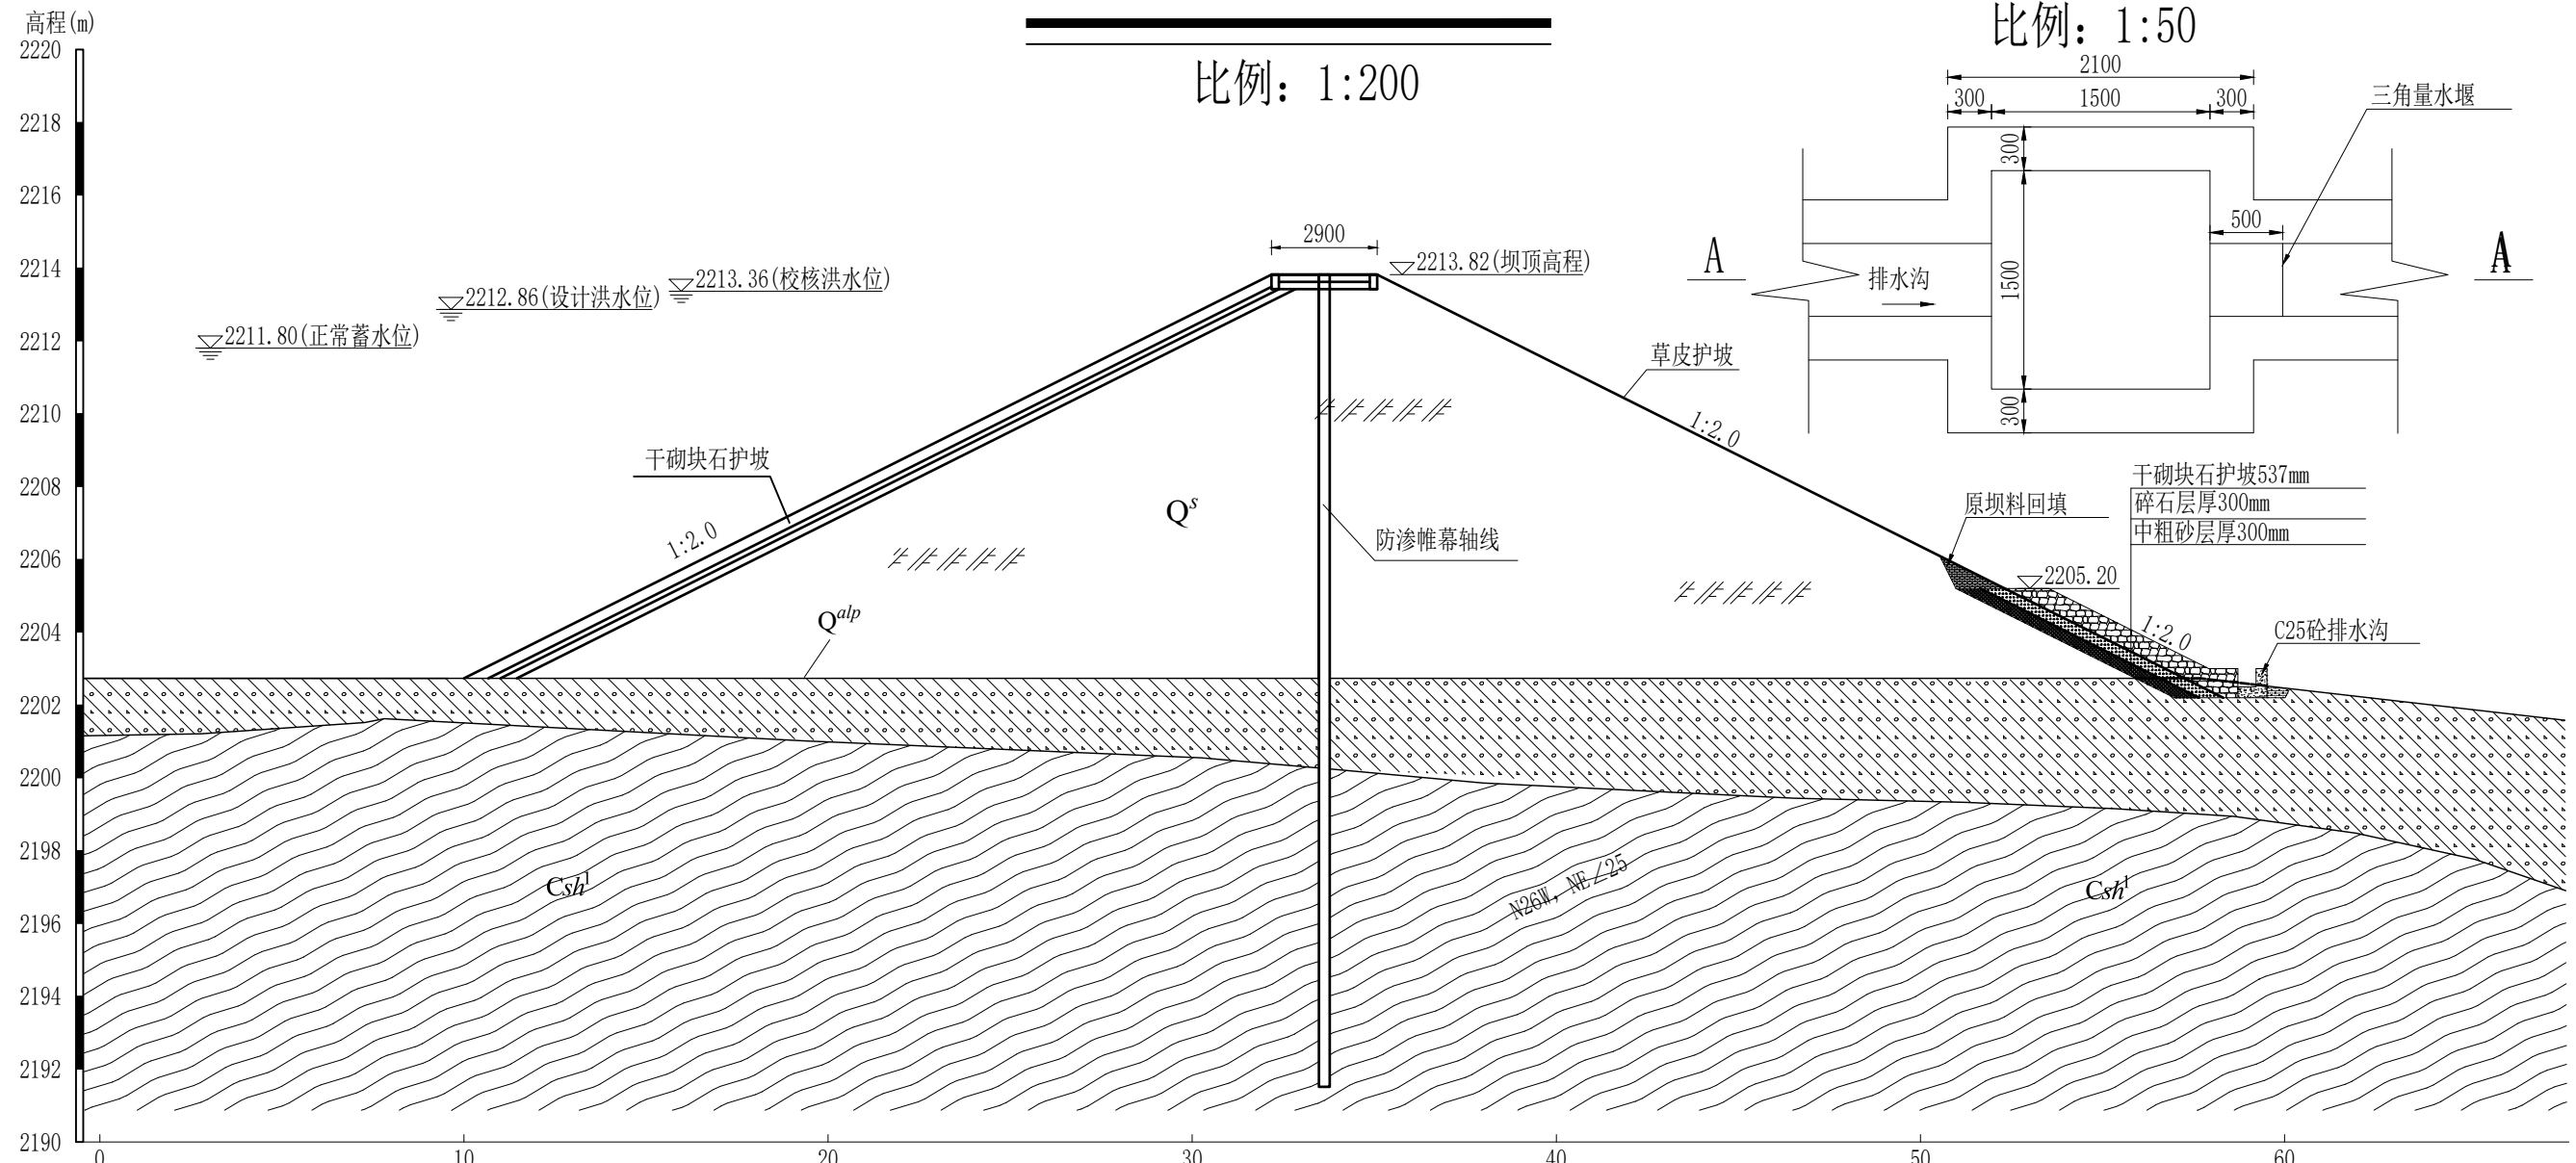 高程(m)
2220
2218
2216
2214
2212
2210
2208
2206
2204
2202
2200
2198
2196
2194
2192
2190
0
10
20
30
40
50
60
比例：1:200
2211.80(正常蓄水位)
2212.86(设计洪水位)
2213.36(校核洪水位)
2900
2213.82(坝顶高程)
草皮护坡
1:2.0
干砌块石护坡
1:2.0
Qˢ
Qᵃˡᵖ
防渗帷幕轴线
原坝料回填
2205.20
干砌块石护坡537mm
碎石层厚300mm
中粗砂层厚300mm
1:2.0
C25砼排水沟
Csh¹
N26W, NE∠25
Csh¹
比例：1:50
2100
300
1500
300
三角量水堰
300
1500
300
500
排水沟
A
A